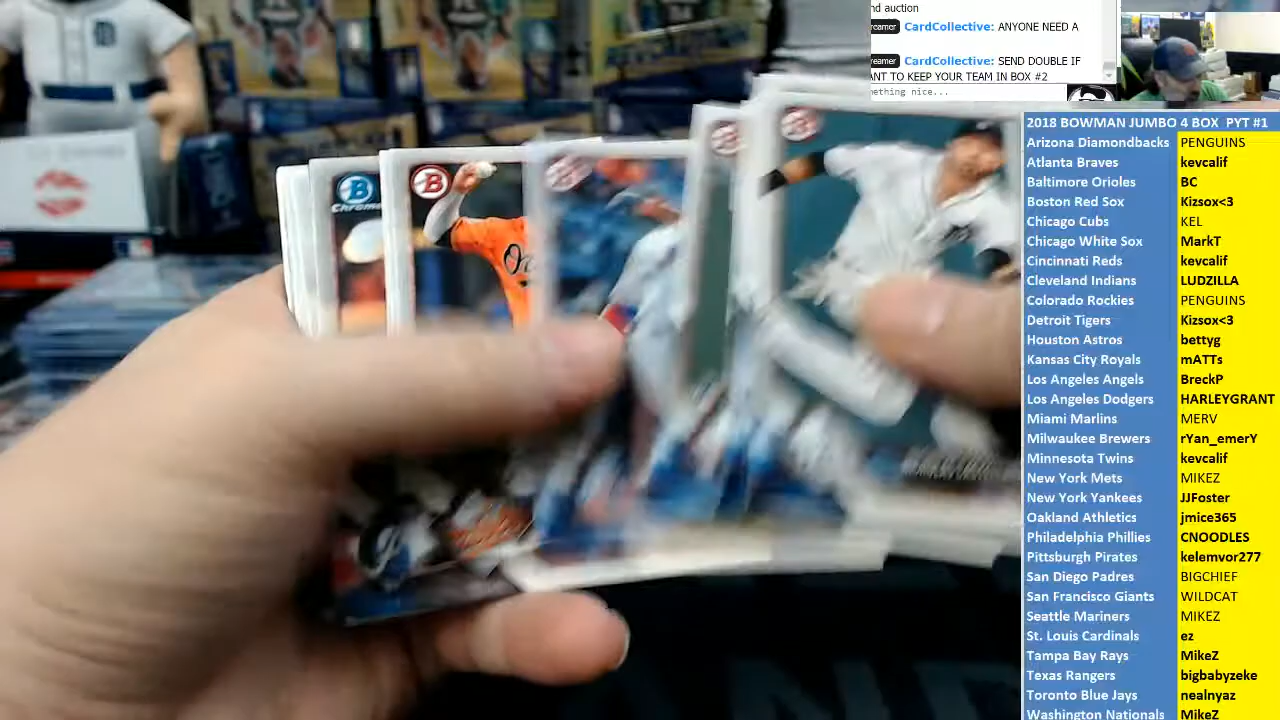 nd auction
eamer CardCollective: ANYONE NEED A
eamer CardCollective: SEND DOUBLE IF
ANT TO KEEP YOUR TEAM IN BOX #2
nething nice...
2018 BOWMAN JUMBO 4 BOX PYT #1
Arizona Diamondbacks PENGUINS
Atlanta Braves kevcalif
Baltimore Orioles BC
Boston Red Sox Kizsox<3
Chicago Cubs KEL
Chicago White Sox MarkT
Cincinnati Reds kevcalif
Cleveland Indians LUDZILLA
Colorado Rockies PENGUINS
Detroit Tigers Kizsox<3
Houston Astros bettyg
Kansas City Royals mATTs
Los Angeles Angels BreckP
Los Angeles Dodgers HARLEYGRANT
Miami Marlins MERV
Milwaukee Brewers rYan_emerY
Minnesota Twins kevcalif
New York Mets MIKEZ
New York Yankees JJFoster
Oakland Athletics jmice365
Philadelphia Phillies CNOODLES
Pittsburgh Pirates kelemvor277
San Diego Padres BIGCHIEF
San Francisco Giants WILDCAT
Seattle Mariners MIKEZ
St. Louis Cardinals ez
Tampa Bay Rays MikeZ
Texas Rangers bigbabyzeke
Toronto Blue Jays nealnyaz
Washington Nationals MikeZ
B
Chrome
B